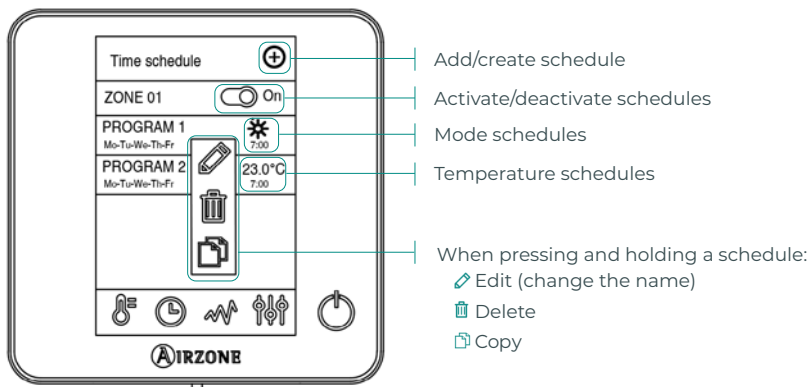 Time schedule
Add/create schedule
ZONE 01
On
Activate/deactivate schedules
PROGRAM 1
Mo-Tu-We-Th-Fr
7:00
Mode schedules
PROGRAM 2
Mo-Tu-We-Th-Fr
23.0°C
7:00
Temperature schedules
When pressing and holding a schedule:
Edit (change the name)
Delete
Copy
AIRZONE